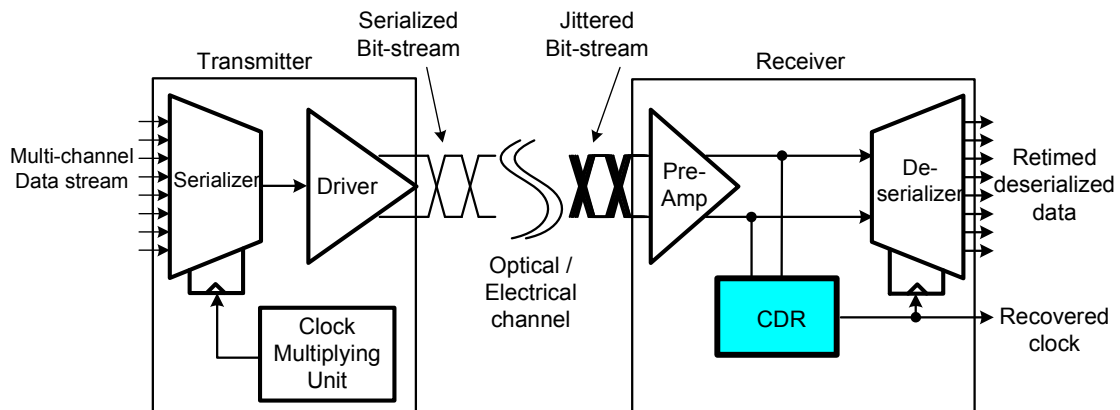 Serialized
Bit-stream
Jittered
Bit-stream
Transmitter
Receiver
Multi-channel
Data stream
Serializer
Driver
Pre-
Amp
De-
serializer
Retimed
deserialized
data
Optical /
Electrical
channel
Clock
Multiplying
Unit
CDR
Recovered
clock